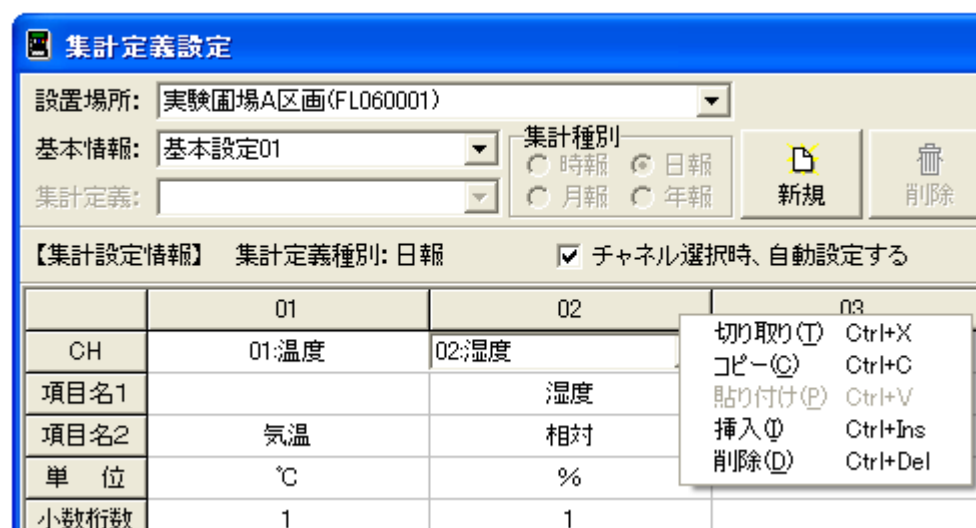 集計定義設定
設置場所: 実験圃場A区画(FL060001)
基本情報: 基本設定01
集計定義:
集計種別
時報 日報
月報 年報
新規
削除
【集計設定情報】 集計定義種別: 日報 チャネル選択時、自動設定する
01 02 03
CH 01:温度 02:湿度
項目名1 湿度
項目名2 気温 相対
単 位 ℃ %
小数桁数 1 1
切り取り(T) Ctrl+X
コピー(C) Ctrl+C
貼り付け(P) Ctrl+V
挿入(I) Ctrl+Ins
削除(D) Ctrl+Del